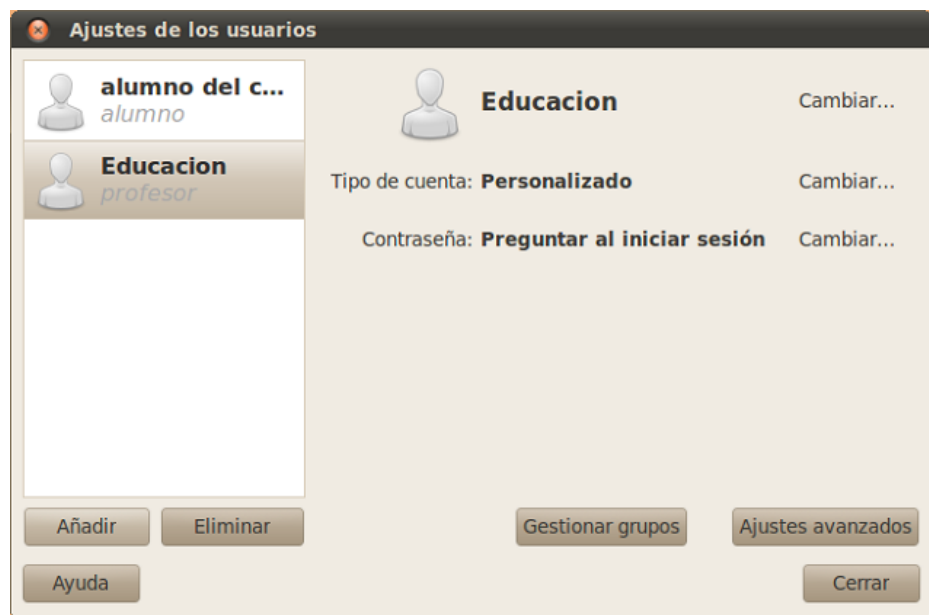 Ajustes de los usuarios
alumno del c...
alumno
Educacion
profesor
Educacion Cambiar...
Tipo de cuenta: Personalizado Cambiar...
Contraseña: Preguntar al iniciar sesión Cambiar...
Añadir Eliminar Gestionar grupos Ajustes avanzados
Ayuda Cerrar